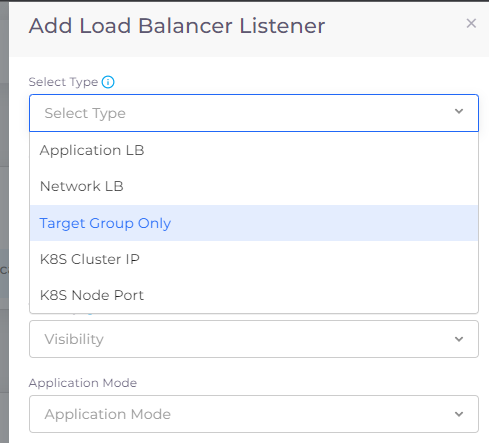 Add Load Balancer Listener
Select Type
Select Type
Application LB
Network LB
Target Group Only
K8S Cluster IP
K8S Node Port
Visibility
Application Mode
Application Mode